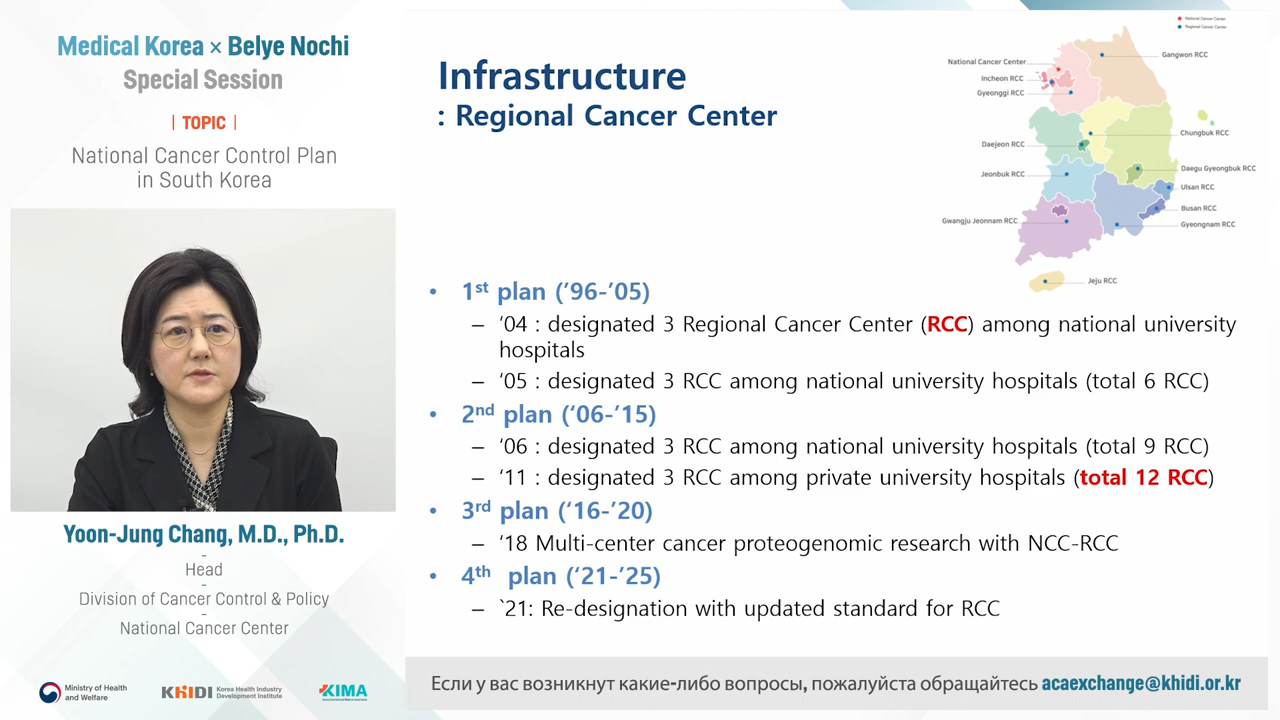 Medical Korea × Belye Nochi
Special Session
| TOPIC |
National Cancer Control Plan
in South Korea
Yoon-Jung Chang, M.D., Ph.D.
-
Head
-
Division of Cancer Control & Policy
-
National Cancer Center
Ministry of Health
and Welfare
KHIDI Korea Health Industry
Development Institute
KIMA
Infrastructure
: Regional Cancer Center
National Cancer Center
Regional Cancer Center
National Cancer Center
Incheon RCC
Gyeonggi RCC
Daejeon RCC
Jeonbuk RCC
Gwangju Jeonnam RCC
Gangwon RCC
Chungbuk RCC
Daegu Gyeongbuk RCC
Ulsan RCC
Busan RCC
Gyeongnam RCC
Jeju RCC
• 1st plan (’96-’05)
– ‘04 : designated 3 Regional Cancer Center (RCC) among national university
hospitals
– ‘05 : designated 3 RCC among national university hospitals (total 6 RCC)
• 2nd plan (‘06-’15)
– ‘06 : designated 3 RCC among national university hospitals (total 9 RCC)
– ‘11 : designated 3 RCC among private university hospitals (total 12 RCC)
• 3rd plan (‘16-’20)
– ‘18 Multi-center cancer proteogenomic research with NCC-RCC
• 4th plan (‘21-’25)
– `21: Re-designation with updated standard for RCC
Если у вас возникнут какие-либо вопросы, пожалуйста обращайтесь acaexchange@khidi.or.kr